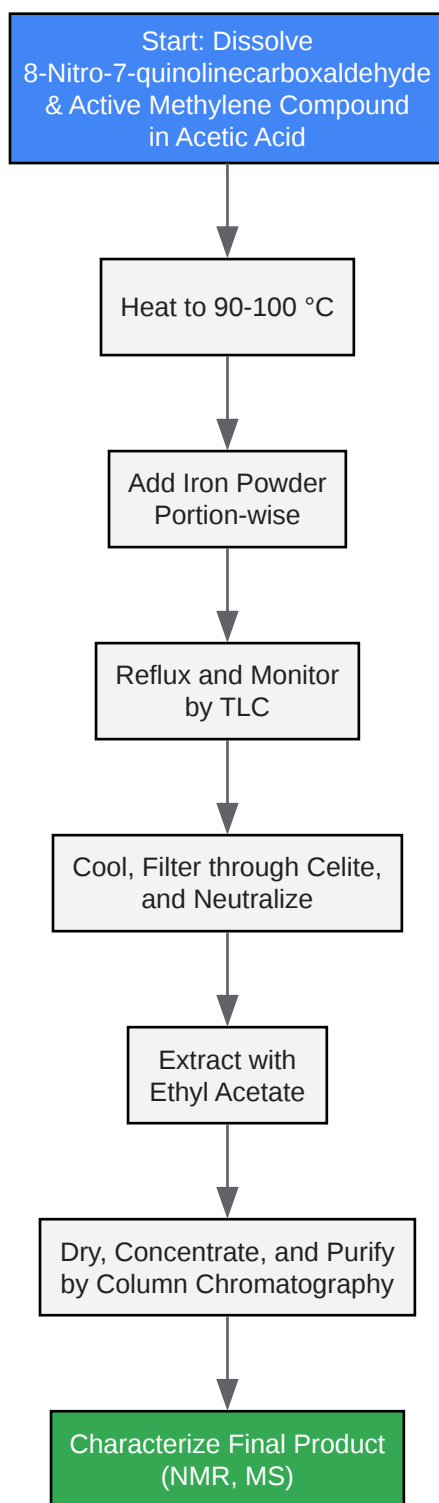 Start: Dissolve
8-Nitro-7-quinolinecarboxaldehyde
& Active Methylene Compound
in Acetic Acid
Heat to 90-100 °C
Add Iron Powder
Portion-wise
Reflux and Monitor
by TLC
Cool, Filter through Celite,
and Neutralize
Extract with
Ethyl Acetate
Dry, Concentrate, and Purify
by Column Chromatography
Characterize Final Product
(NMR, MS)